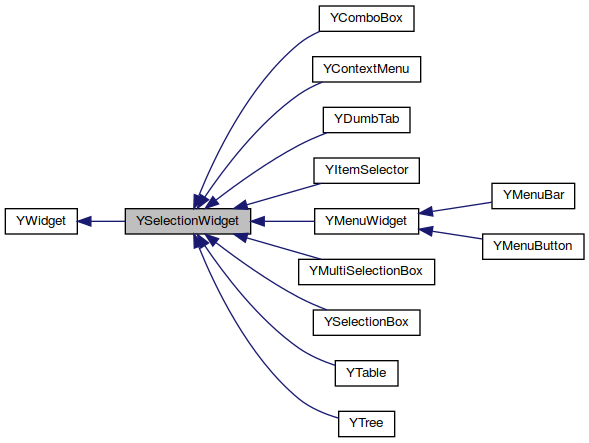 YComboBox
YContextMenu
YDumbTab
YItemSelector
YMenuBar
YWidget
YSelectionWidget
YMenuWidget
YMenuButton
YMultiSelectionBox
YSelectionBox
YTable
YTree